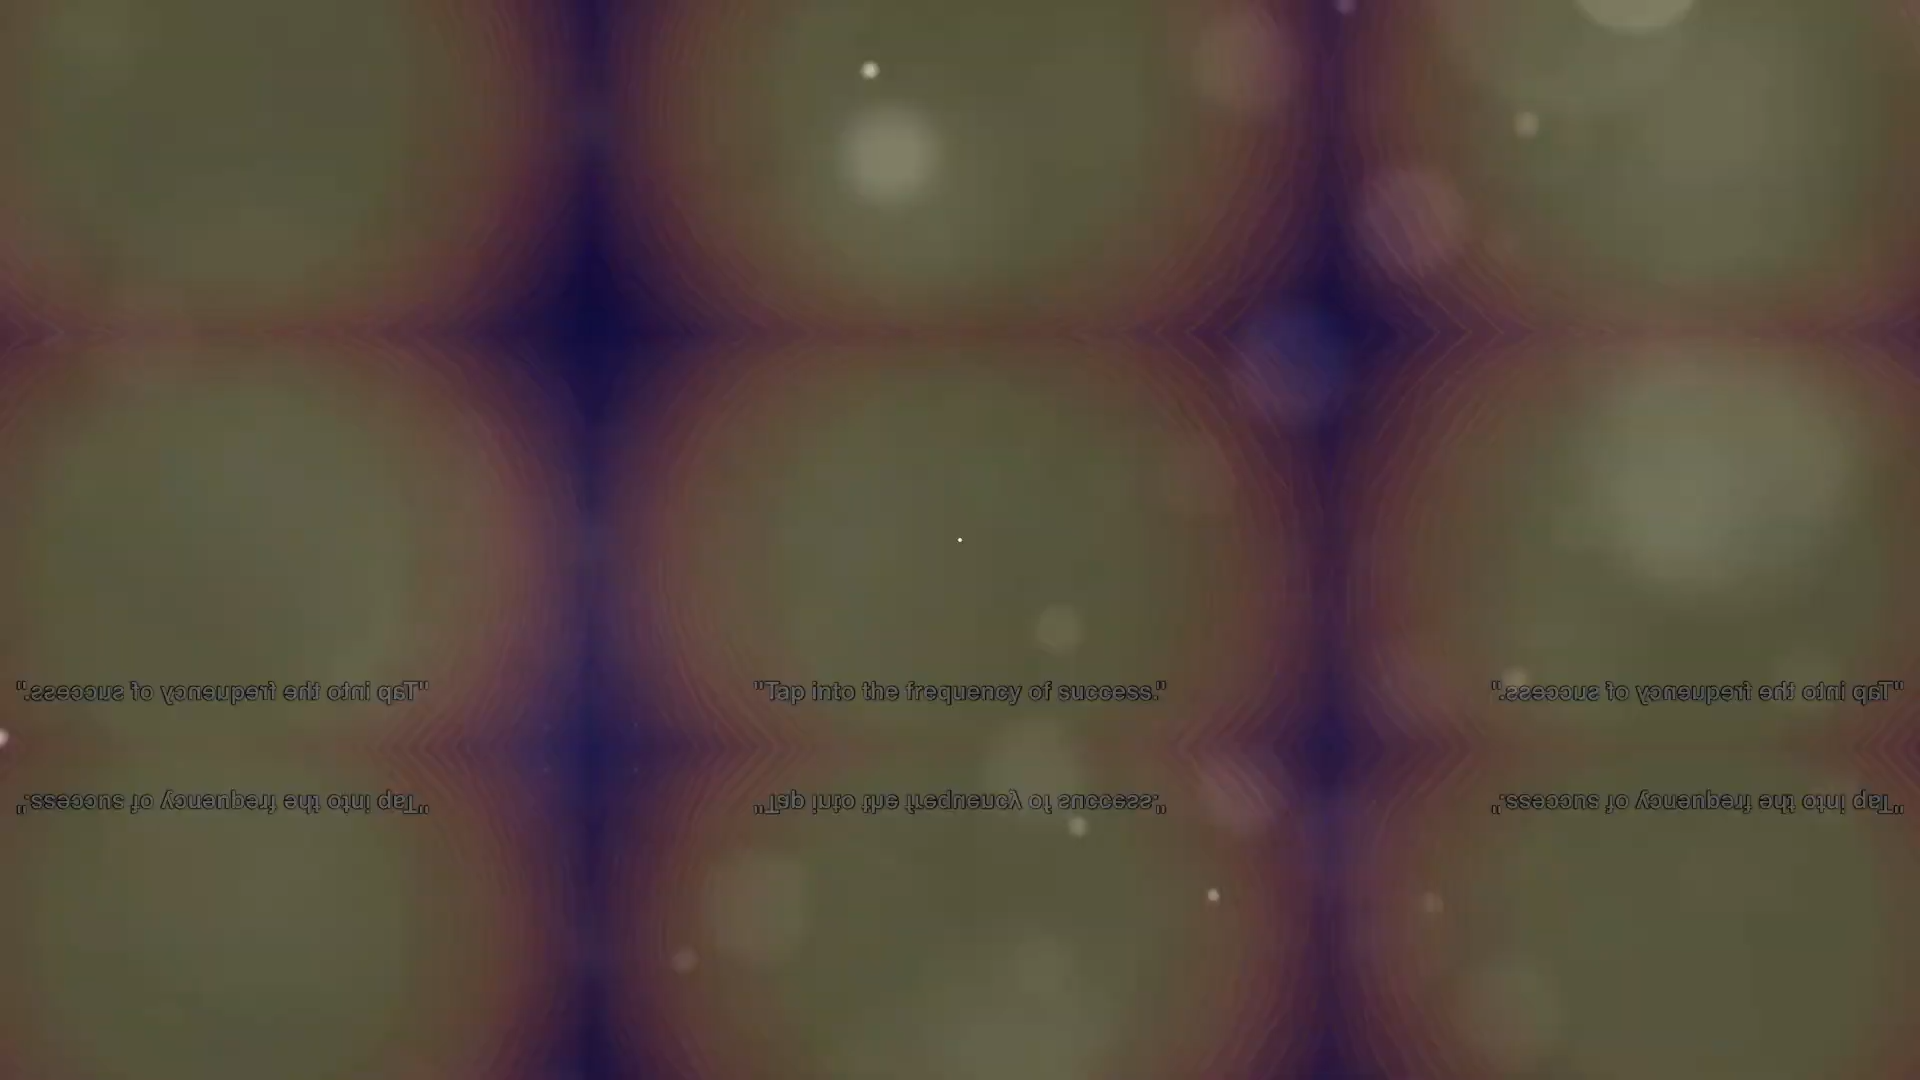 "Tap into the frequency of success." "Tap into the frequency of success." "Tap into the frequency of success."
"Tap into the frequency of success." "Tap into the frequency of success." "Tap into the frequency of success."